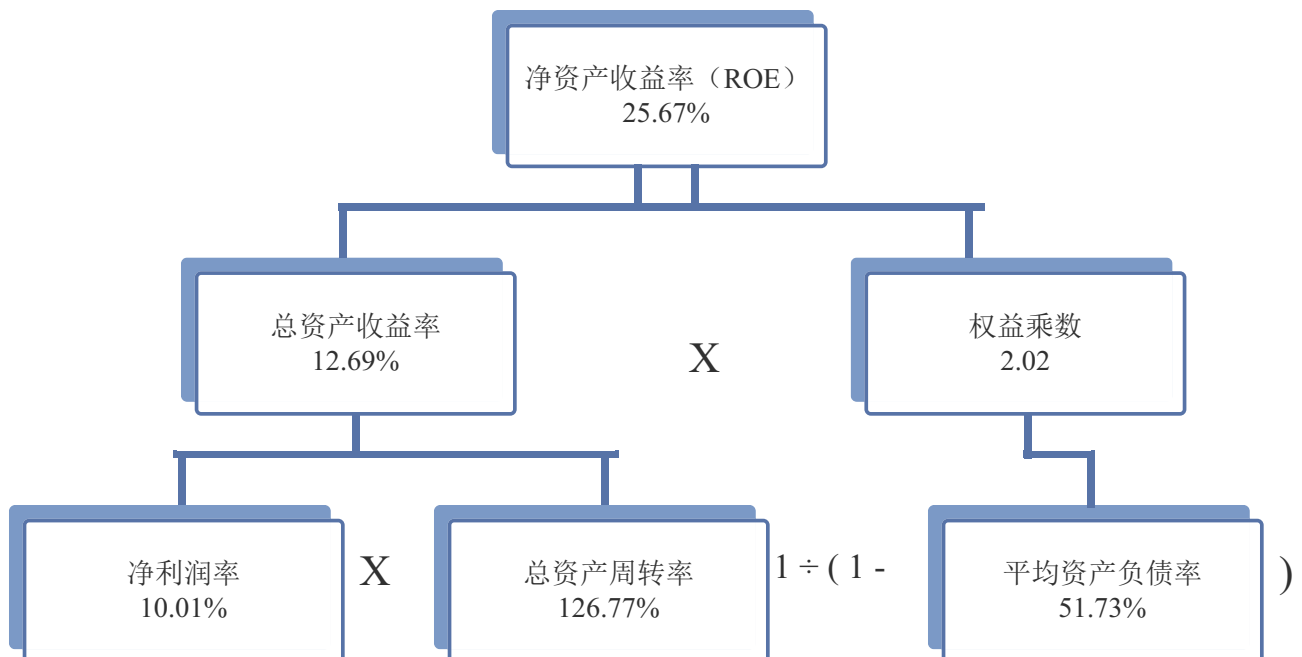 净资产收益率（ROE）
25.67%
总资产收益率
12.69%
X
权益乘数
2.02
净利润率
10.01%
X
总资产周转率
126.77%
1 ÷ ( 1 -
平均资产负债率
51.73%
)